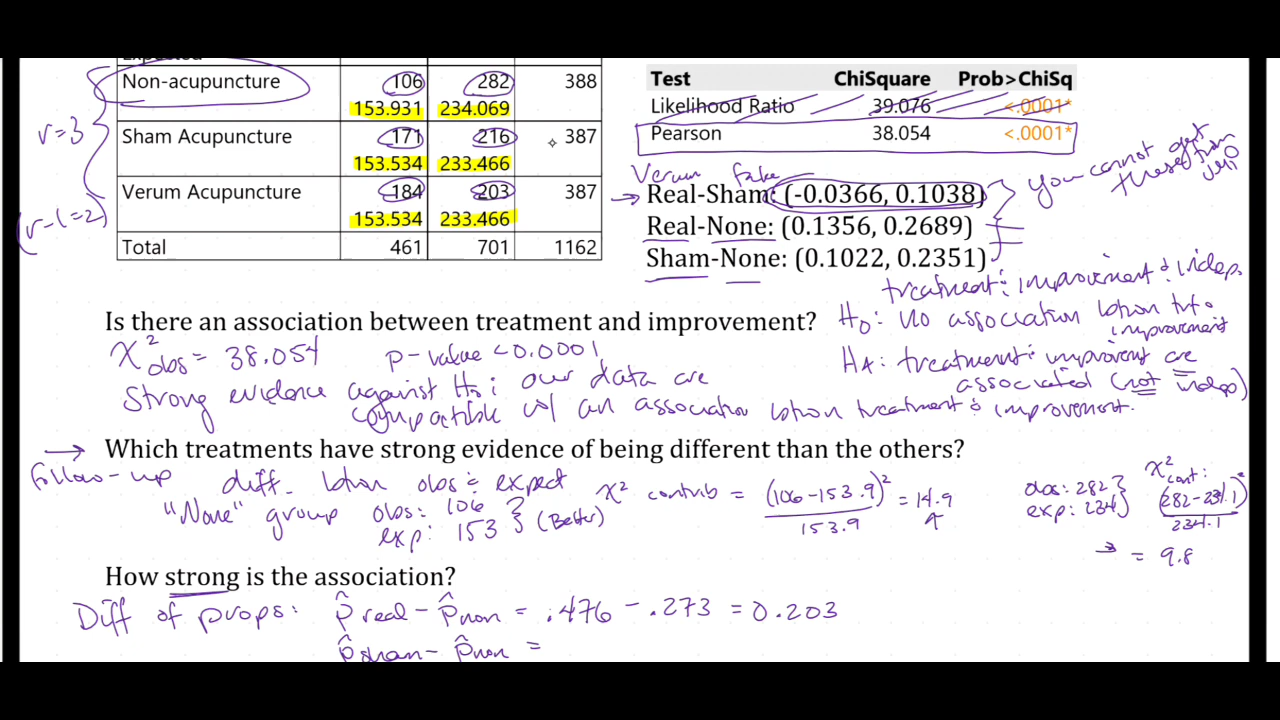 Expected
Non-acupuncture 106 282 388
153.931 234.069
Sham Acupuncture 171 216 387
153.534 233.466
Verum Acupuncture 184 203 387
153.534 233.466
Total 461 701 1162
r=3
(r-1=2)
Test ChiSquare Prob>ChiSq
Likelihood Ratio 39.076 <.0001*
Pearson 38.054 <.0001*
Verum fake
→ Real-Sham: (-0.0366, 0.1038)
Real-None: (0.1356, 0.2689)
Sham-None: (0.1022, 0.2351)
you cannot get
these from
JMP
treatment & improvement indep.
Is there an association between treatment and improvement?
H0: no association btwn trt &
improvement
HA: treatment & improvement are
associated (not indep)
χ² obs = 38.054 p-value <0.0001
Strong evidence against H0; our data are
compatible w/ an association btwn treatment & improvement.
→ Which treatments have strong evidence of being different than the others?
follow-up diff. btwn obs & expect
"None" group obs: 106
exp: 153 } (Better)
χ² contrib = (106-153.9)² / 153.9 = 14.9
obs: 282
exp: 234 }
χ² cont:
(282-234.1)²
234.1
→ = 9.8
How strong is the association?
Diff of props: p̂ real - p̂ non = .476 - .273 = 0.203
p̂ sham - p̂ non =